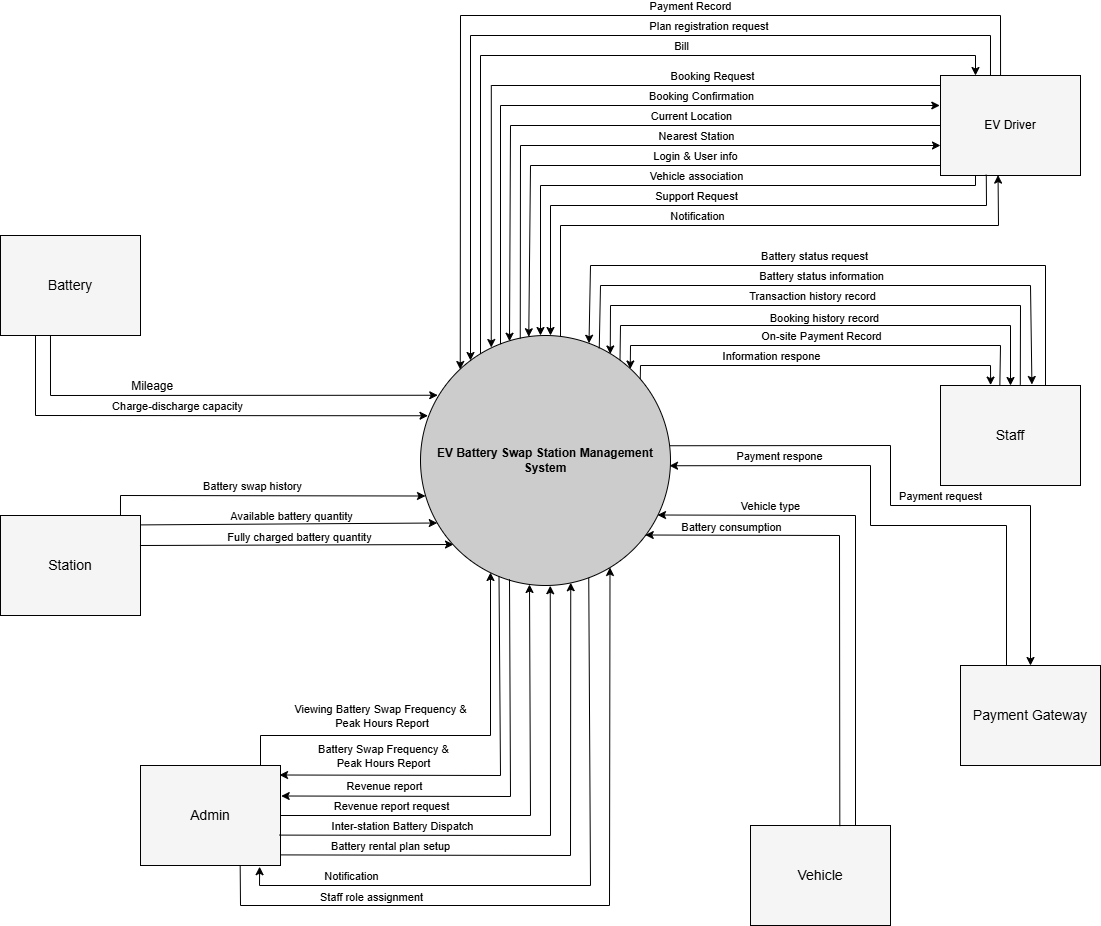 Payment Record
Plan registration request
Bill
Booking Request
Booking Confirmation
Current Location
Nearest Station
Login & User info
Vehicle association
Support Request
Notification
EV Driver
Battery status request
Battery status information
Transaction history record
Booking history record
On-site Payment Record
Information respone
Staff
Battery
Mileage
Charge-discharge capacity
EV Battery Swap Station Management
System
Payment respone
Payment request
Battery swap history
Available battery quantity
Fully charged battery quantity
Station
Vehicle type
Battery consumption
Payment Gateway
Viewing Battery Swap Frequency &
Peak Hours Report
Battery Swap Frequency &
Peak Hours Report
Revenue report
Revenue report request
Inter-station Battery Dispatch
Battery rental plan setup
Notification
Staff role assignment
Admin
Vehicle